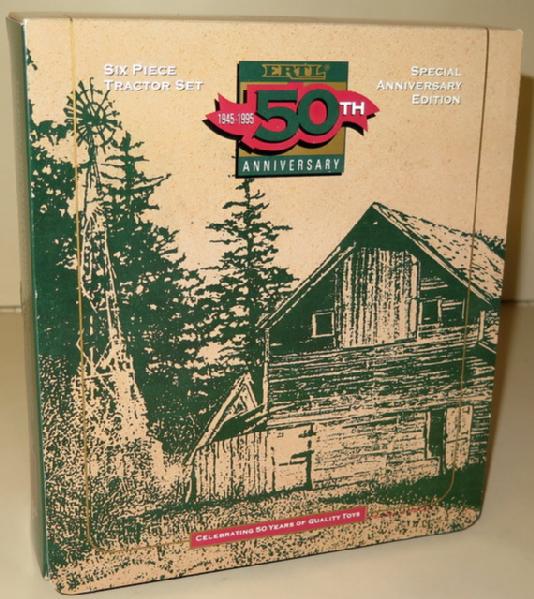 SIX PIECE
TRACTOR SET
ERTL®
1945-1995 50TH
ANNIVERSARY
SPECIAL
ANNIVERSARY
EDITION
CELEBRATING 50 YEARS OF QUALITY TOYS